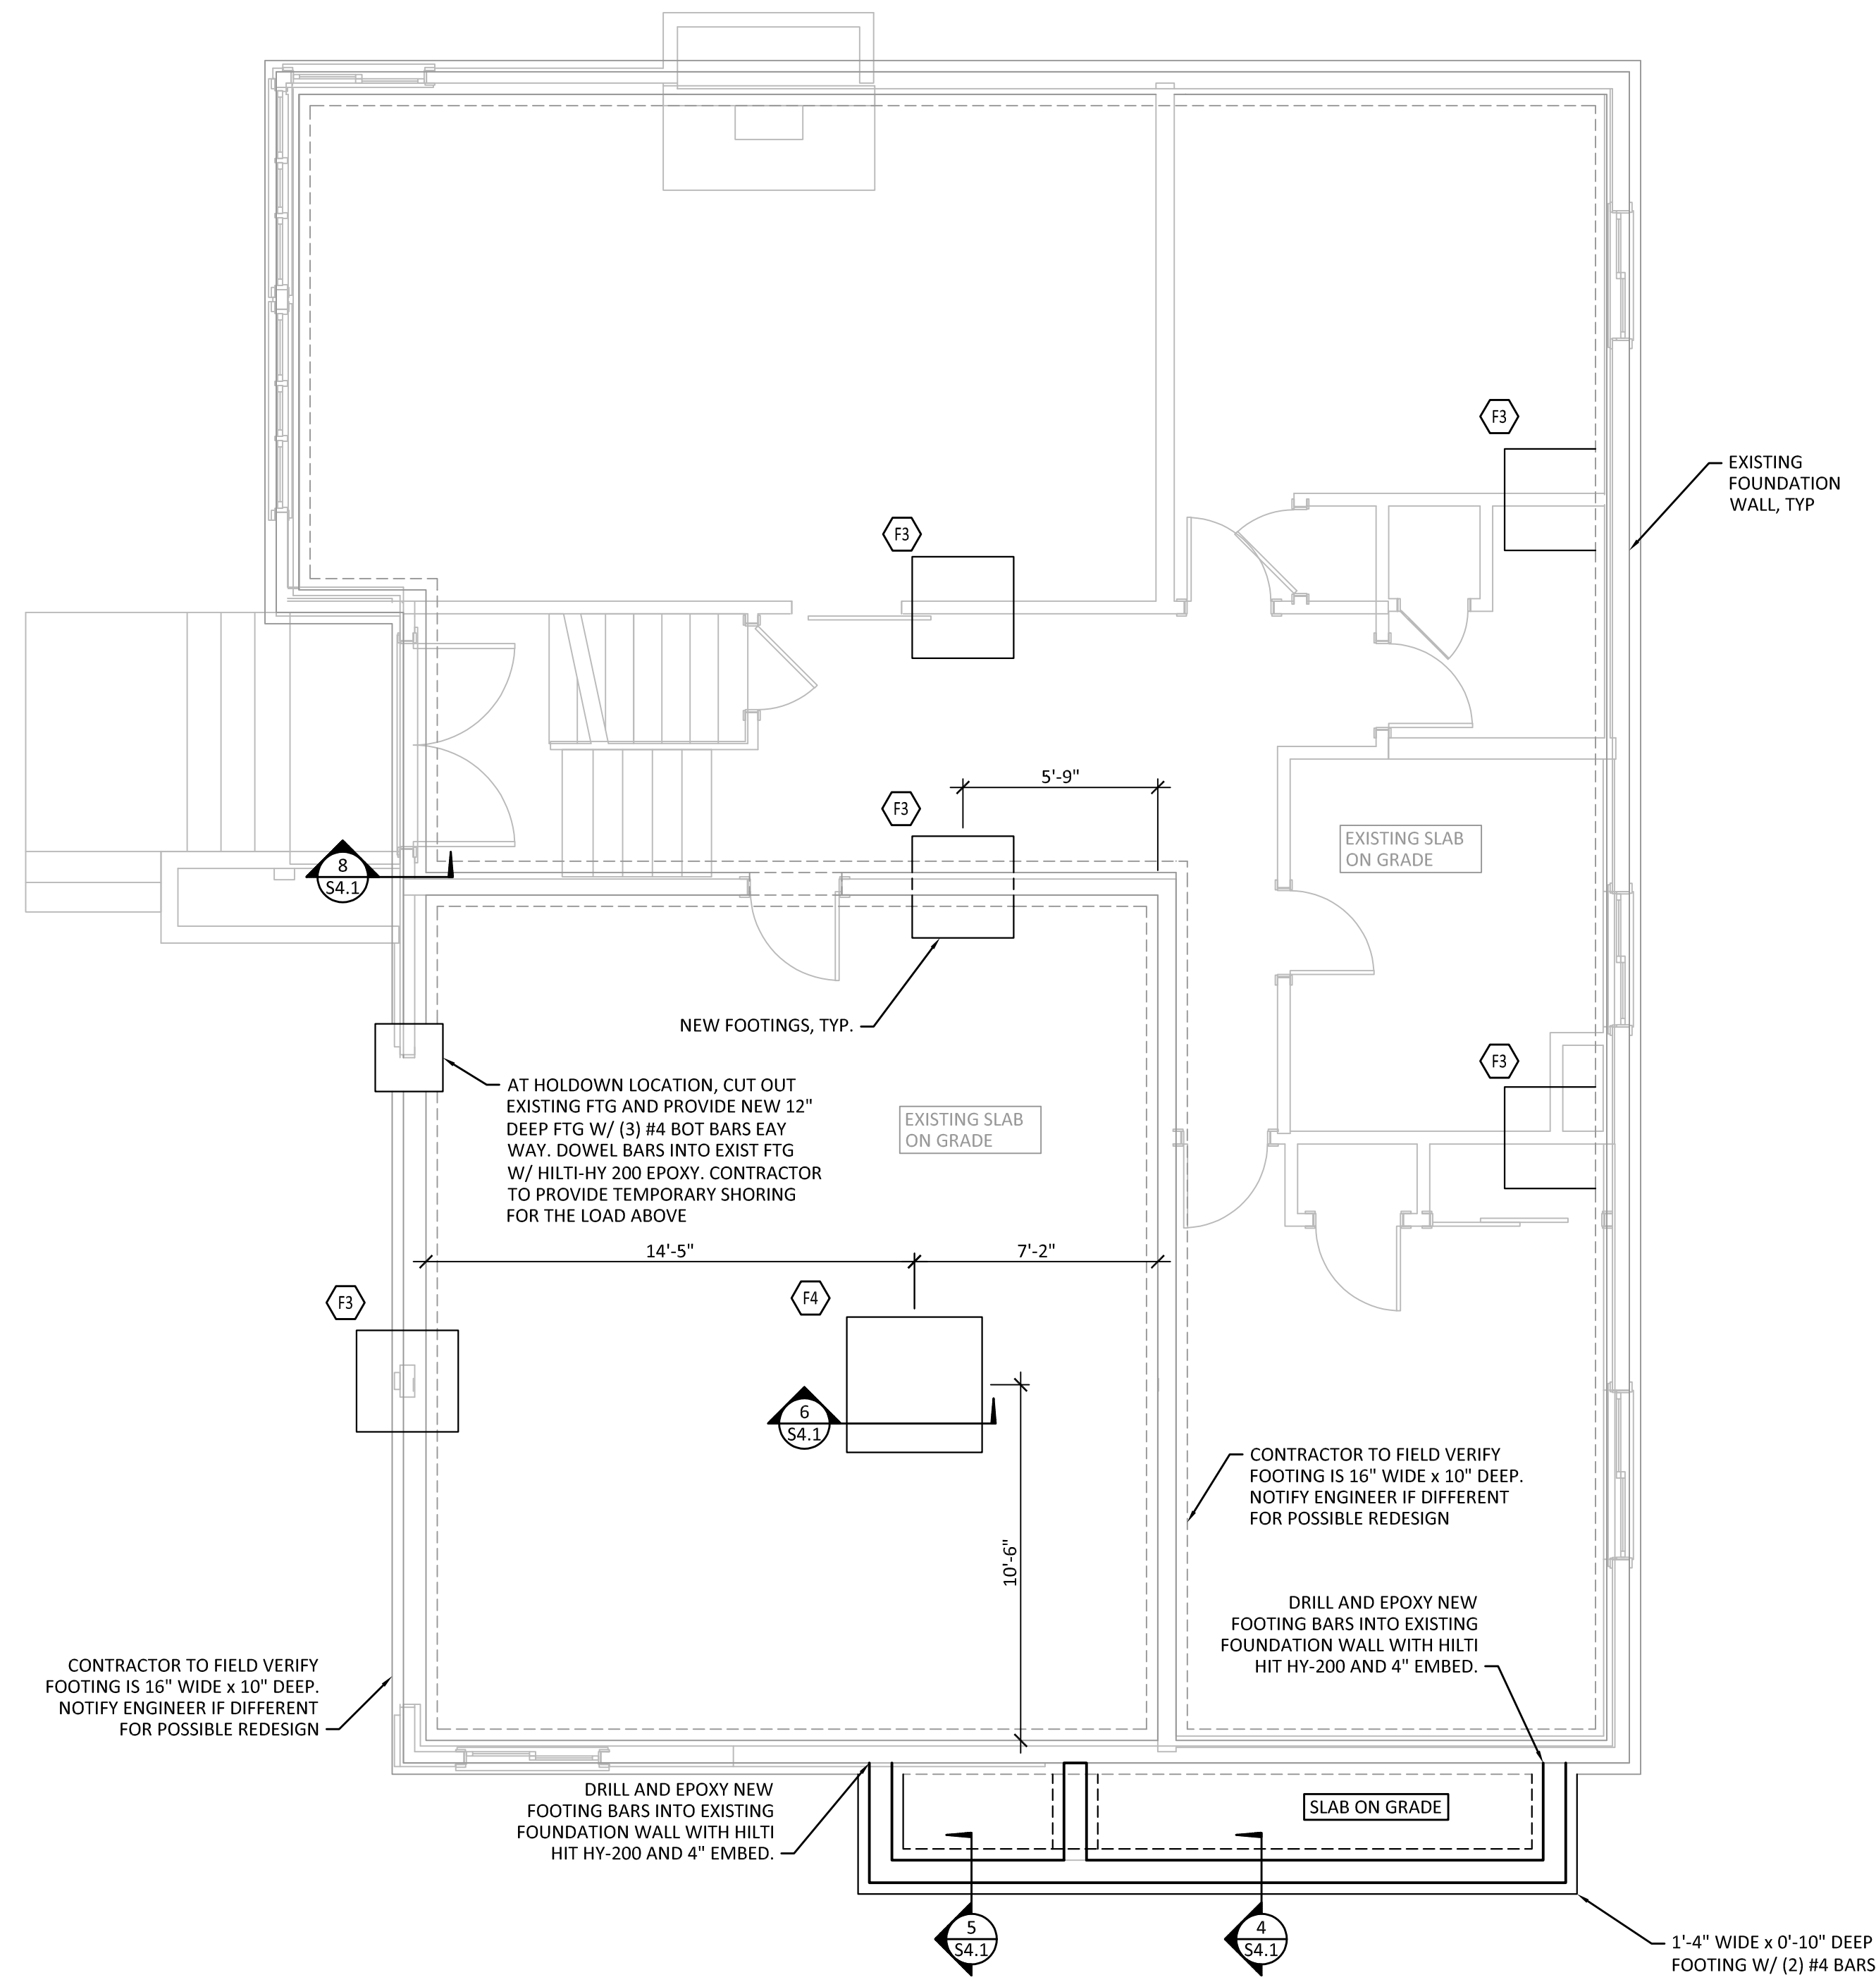 F3
EXISTING
FOUNDATION
WALL, TYP
F3
5'-9"
F3
EXISTING SLAB
ON GRADE
8
S4.1
NEW FOOTINGS, TYP.
F3
AT HOLDOWN LOCATION, CUT OUT
EXISTING FTG AND PROVIDE NEW 12"
DEEP FTG W/ (3) #4 BOT BARS EAY
WAY. DOWEL BARS INTO EXIST FTG
W/ HILTI-HY 200 EPOXY. CONTRACTOR
TO PROVIDE TEMPORARY SHORING
FOR THE LOAD ABOVE
EXISTING SLAB
ON GRADE
14'-5"
7'-2"
F3
F4
6
S4.1
10'-6"
CONTRACTOR TO FIELD VERIFY
FOOTING IS 16" WIDE x 10" DEEP.
NOTIFY ENGINEER IF DIFFERENT
FOR POSSIBLE REDESIGN
DRILL AND EPOXY NEW
FOOTING BARS INTO EXISTING
FOUNDATION WALL WITH HILTI
HIT HY-200 AND 4" EMBED.
CONTRACTOR TO FIELD VERIFY
FOOTING IS 16" WIDE x 10" DEEP.
NOTIFY ENGINEER IF DIFFERENT
FOR POSSIBLE REDESIGN
DRILL AND EPOXY NEW
FOOTING BARS INTO EXISTING
FOUNDATION WALL WITH HILTI
HIT HY-200 AND 4" EMBED.
SLAB ON GRADE
5
S4.1
4
S4.1
1'-4" WIDE x 0'-10" DEEP
FOOTING W/ (2) #4 BARS